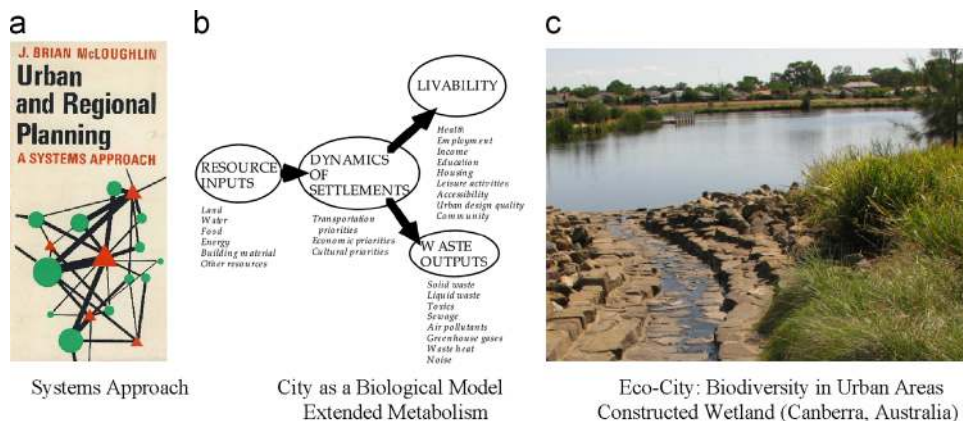 a
J. BRIAN McLOUGHLIN
Urban
and Regional
Planning
A SYSTEMS APPROACH
Systems Approach
b
RESOURCE
INPUTS
Land
Water
Food
Energy
Building material
Other resources
DYNAMICS
OF
SETTLEMENTS
Transportation
priorities
Economic priorities
Cultural priorities
LIVABILITY
Health
Employment
Income
Education
Housing
Leisure activities
Accessibility
Urban design quality
Community
WASTE
OUTPUTS
Solid waste
Liquid waste
Toxics
Sewage
Air pollutants
Greenhouse gases
Waste heat
Noise
City as a Biological Model
Extended Metabolism
c
Eco-City: Biodiversity in Urban Areas
Constructed Wetland (Canberra, Australia)